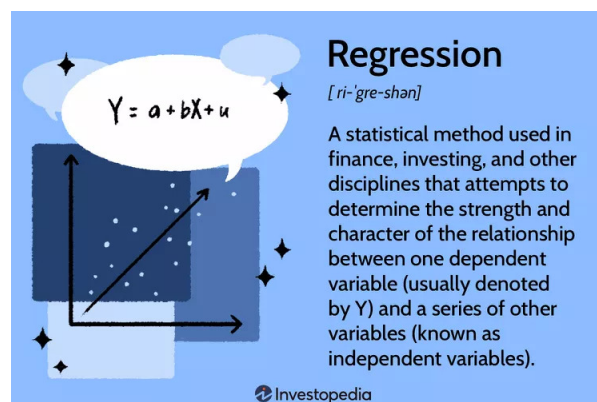 Regression
[ri-ˈgre-shən]
Y = a + bX + u
A statistical method used in
finance, investing, and other
disciplines that attempts to
determine the strength and
character of the relationship
between one dependent
variable (usually denoted
by Y) and a series of other
variables (known as
independent variables).
Investopedia